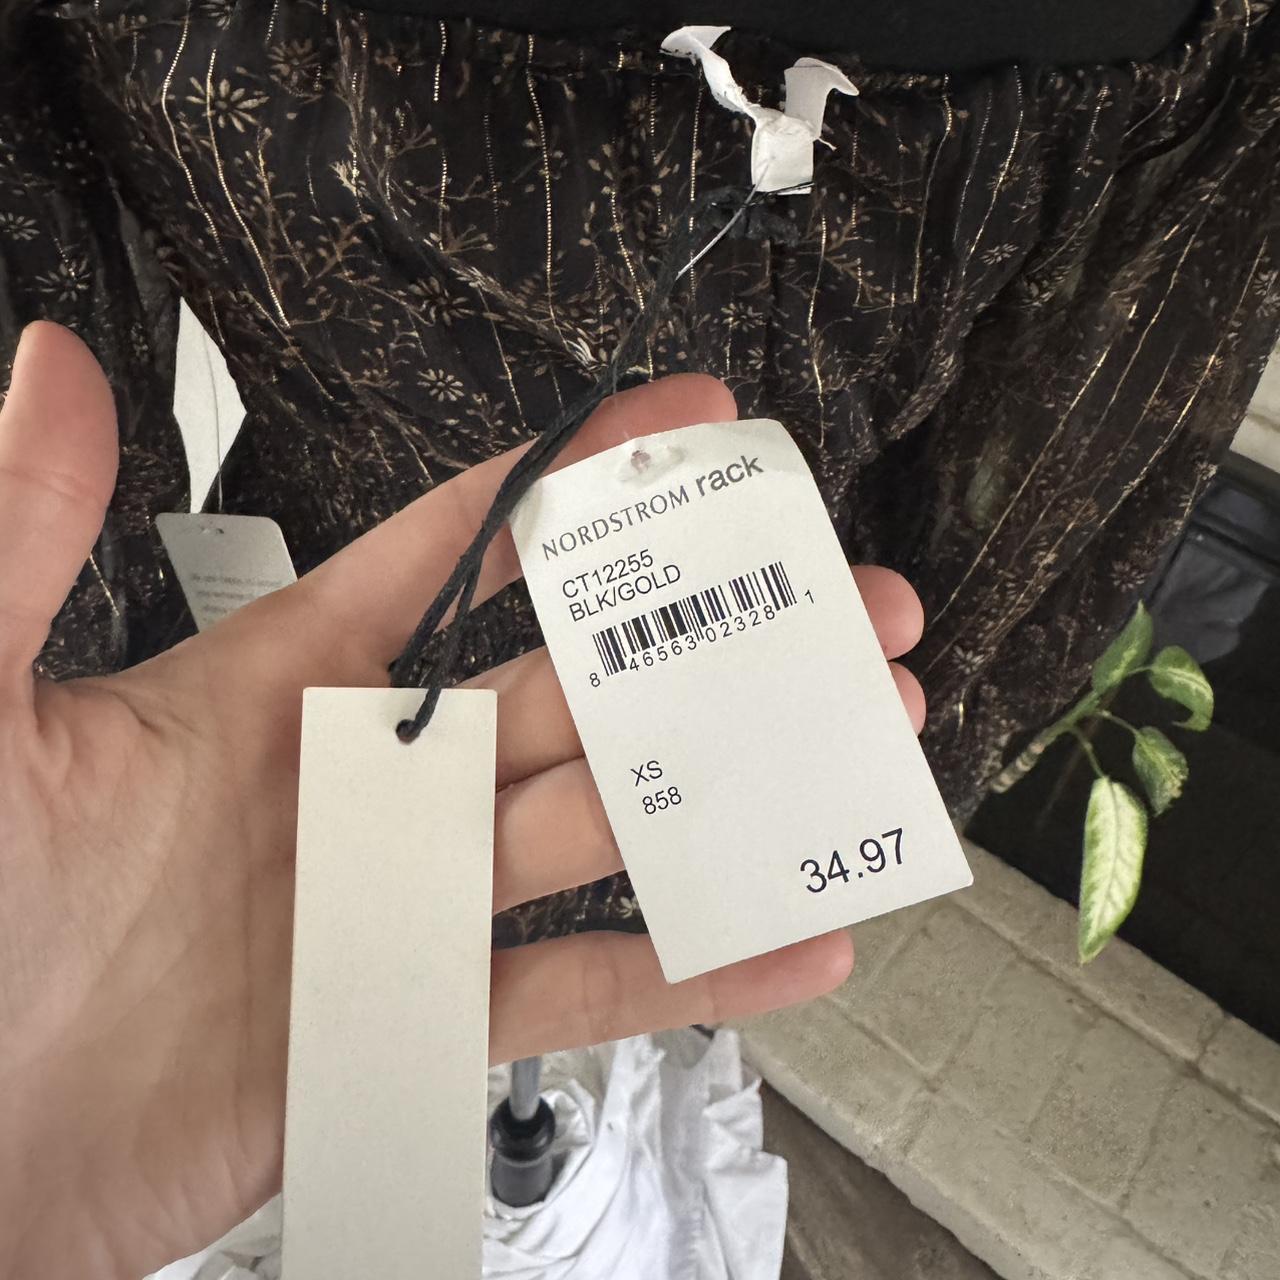 NORDSTROM rack
CT12255
BLK/GOLD
8 46563 02328 1
XS
858
34.97